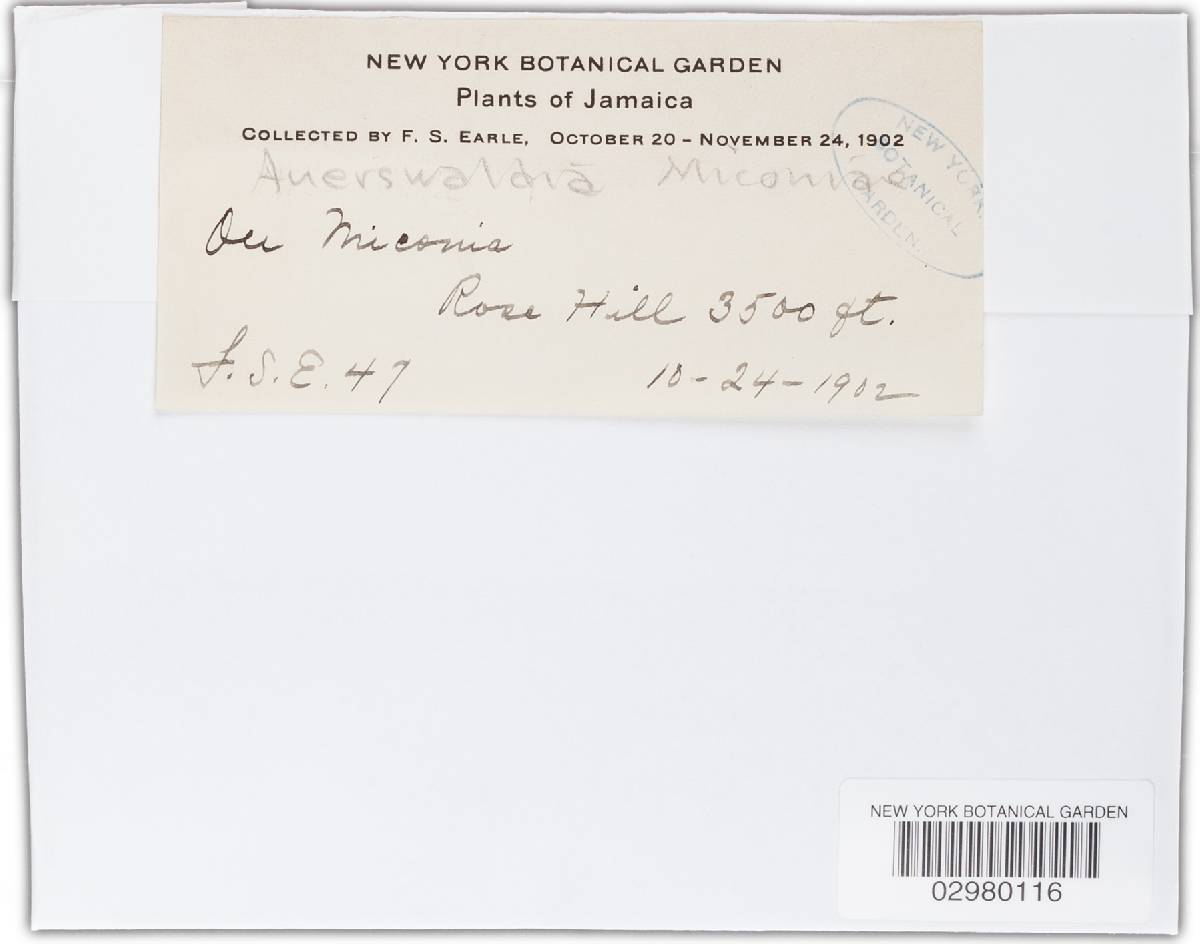 NEW YORK BOTANICAL GARDEN
Plants of Jamaica
COLLECTED BY F. S. EARLE, OCTOBER 20 – NOVEMBER 24, 1902
Auerswaldia Miconiae
On Miconia
Rose Hill 3500 ft.
F.S.E. 47 10-24-1902
NEW YORK
BOTANICAL
GARDEN.
NEW YORK BOTANICAL GARDEN
02980116